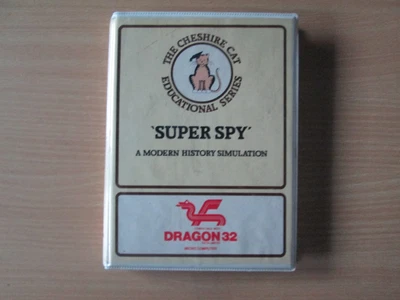 THE CHESHIRE CAT
EDUCATIONAL SERIES
'SUPER SPY'
A MODERN HISTORY SIMULATION
DRAGON 32